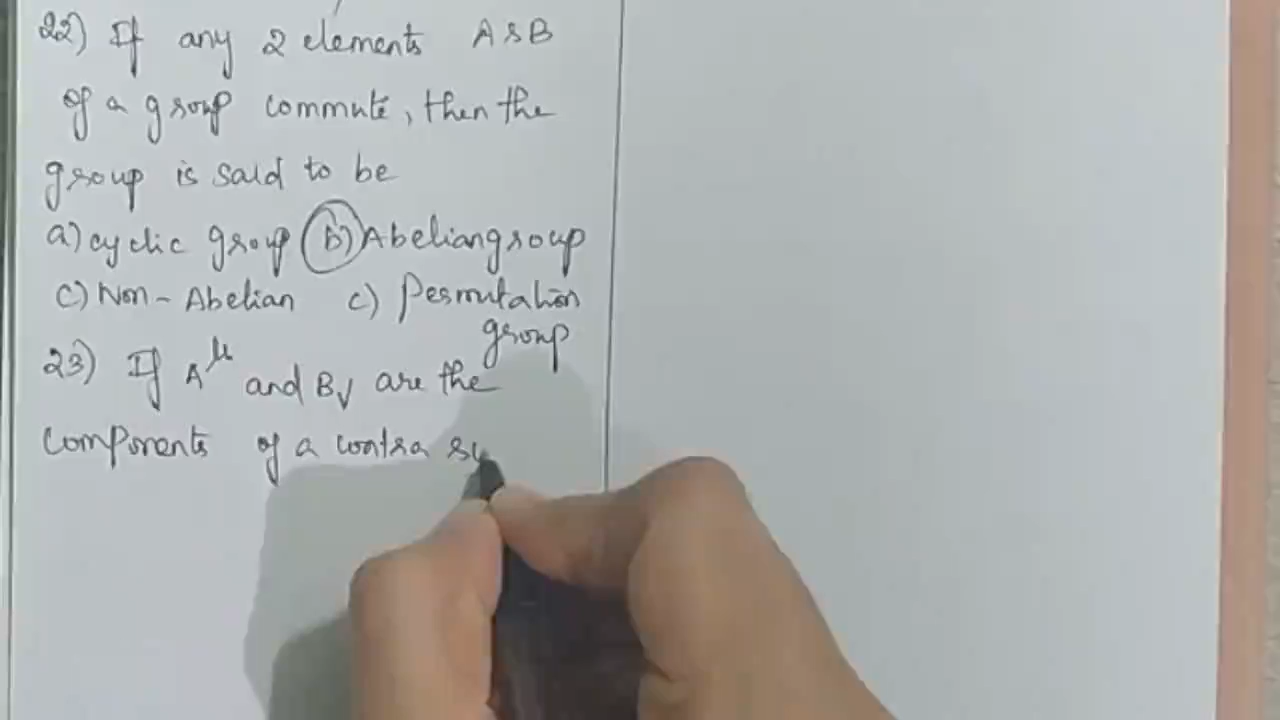 22) If any 2 elements A & B
of a group commute, then the
group is said to be
a) cyclic group b) Abelian group
c) Non-Abelian c) Permutation
group
23) If A^μ and B_ν are the
components of a contra